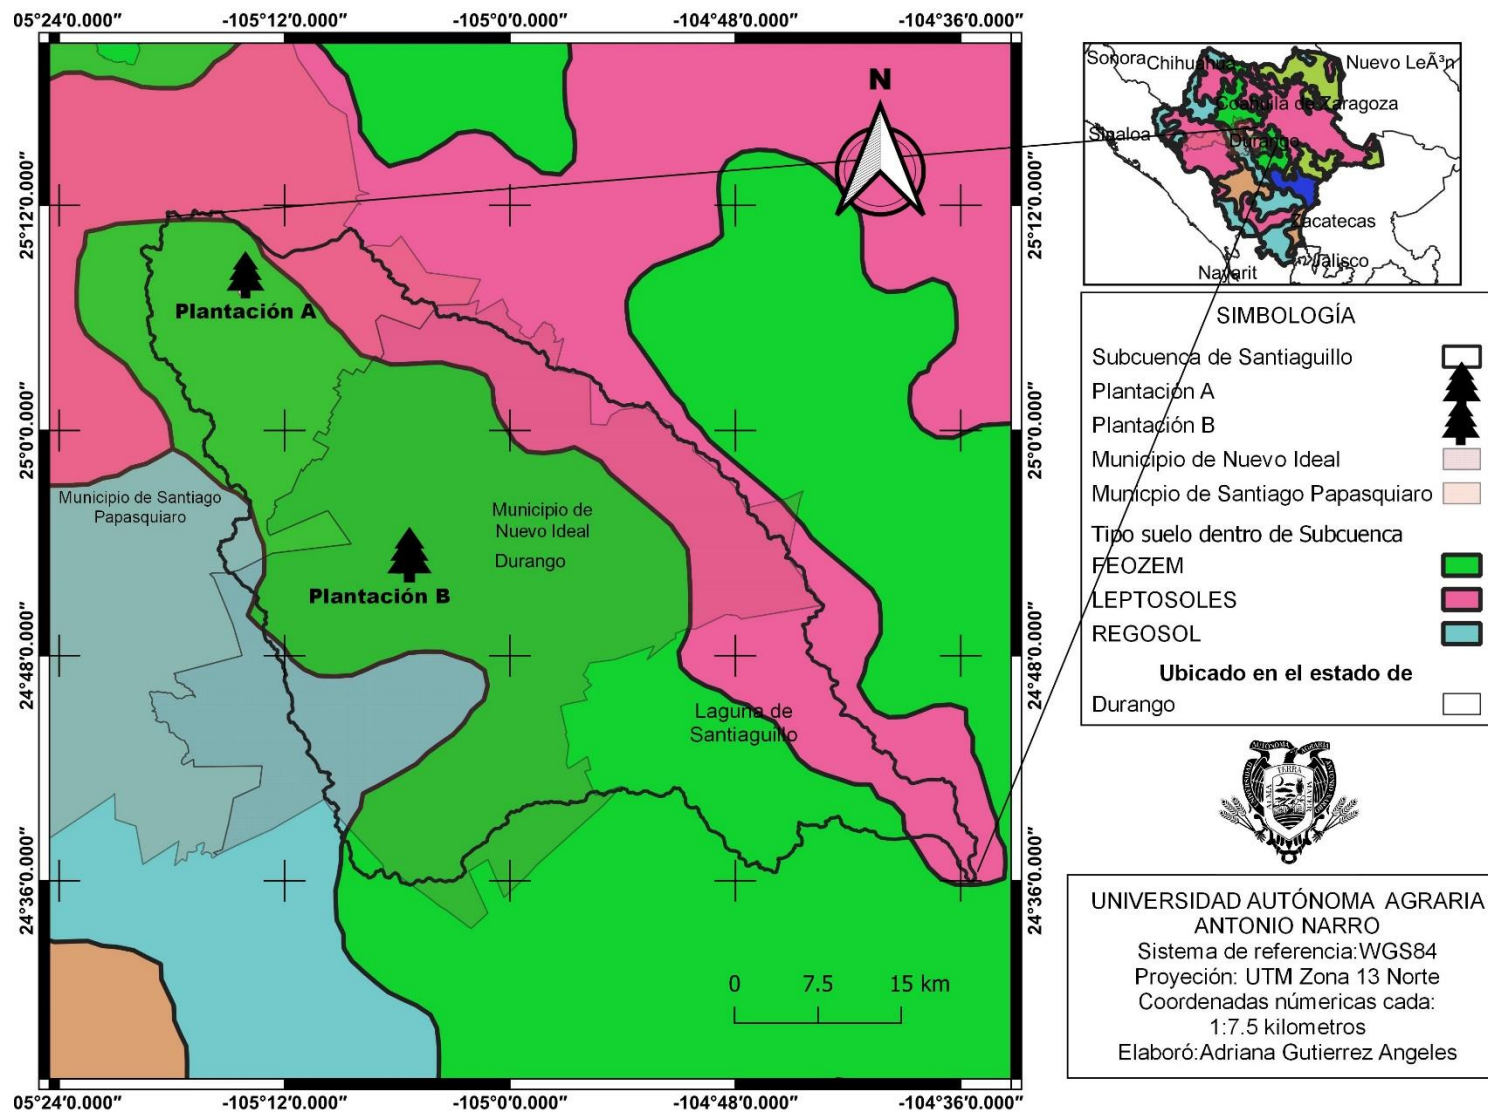 05°24'0.000"
-105°12'0.000"
-105°0'0.000"
-104°48'0.000"
-104°36'0.000"
25°12'0.000"
25°0'0.000"
24°48'0.000"
24°36'0.000"
N
Plantación A
Municipio de Santiago
Papasquiaro
Municipio de
Nuevo Ideal
Durango
Plantación B
Laguna de
Santiaguillo
0 7.5 15 km
25°12'0.000"
25°0'0.000"
24°48'0.000"
24°36'0.000"
05°24'0.000"
-105°12'0.000"
-105°0'0.000"
-104°48'0.000"
-104°36'0.000"
Sonora
Chihuahua
Nuevo LeÃ³n
Coahuila de Zaragoza
Sinaloa
Durango
Zacatecas
Nayarit
Jalisco
SIMBOLOGÍA
Subcuenca de Santiaguillo
Plantación A
Plantación B
Municipio de Nuevo Ideal
Municpio de Santiago Papasquiaro
Tipo suelo dentro de Subcuenca
FEOZEM
LEPTOSOLES
REGOSOL
Ubicado en el estado de
Durango
ALMA
TERRA
MATER
UNIVERSIDAD AUTÓNOMA AGRARIA
ANTONIO NARRO
Sistema de referencia:WGS84
Proyeción: UTM Zona 13 Norte
Coordenadas númericas cada:
1:7.5 kilometros
Elaboró:Adriana Gutierrez Angeles